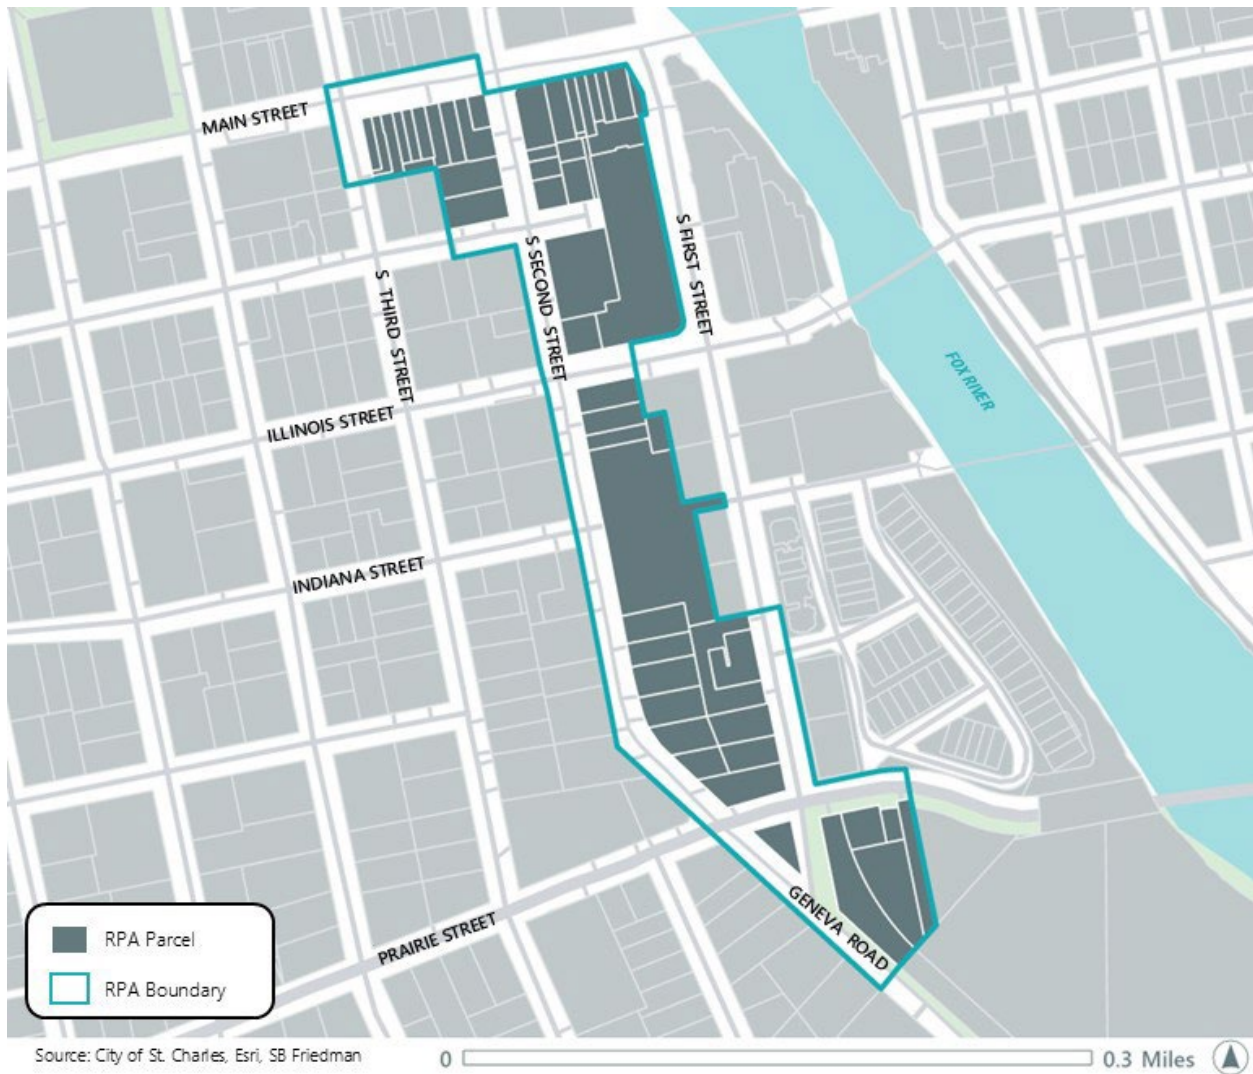 MAIN STREET
S FIRST STREET
S SECOND STREET
S THIRD STREET
FOX RIVER
ILLINOIS STREET
INDIANA STREET
GENEVA ROAD
PRAIRIE STREET
RPA Parcel
RPA Boundary
Source: City of St. Charles, Esri, SB Friedman
0 0.3 Miles